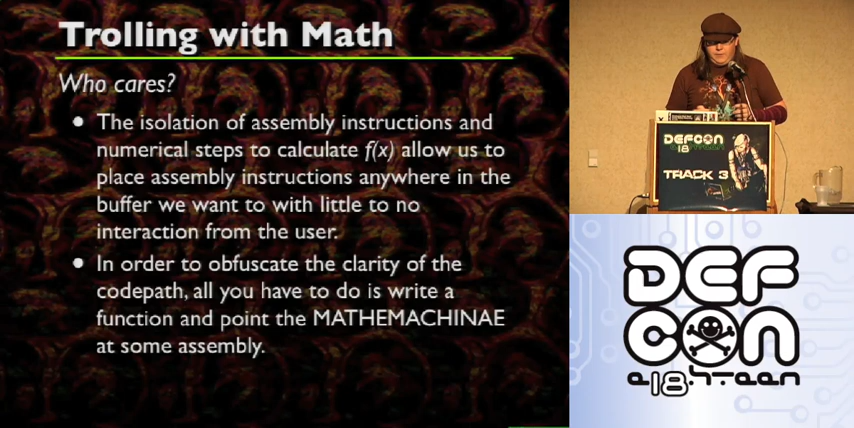 Trolling with Math
Who cares?
• The isolation of assembly instructions and
numerical steps to calculate f(x) allow us to
place assembly instructions anywhere in the
buffer we want to with little to no
interaction from the user.
• In order to obfuscate the clarity of the
codepath, all you have to do is write a
function and point the MATHEMACHINAE
at some assembly.
DEFCON
18
TRACK 3
DEF
CON
e.18.h.teen